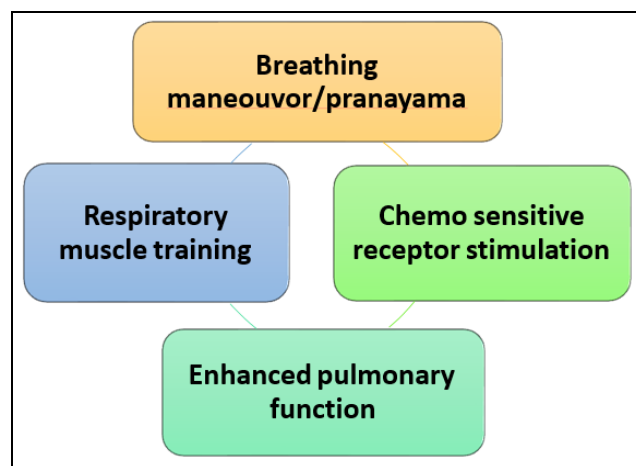 Breathing
maneouvor/pranayama
Respiratory
muscle training
Chemo sensitive
receptor stimulation
Enhanced pulmonary
function